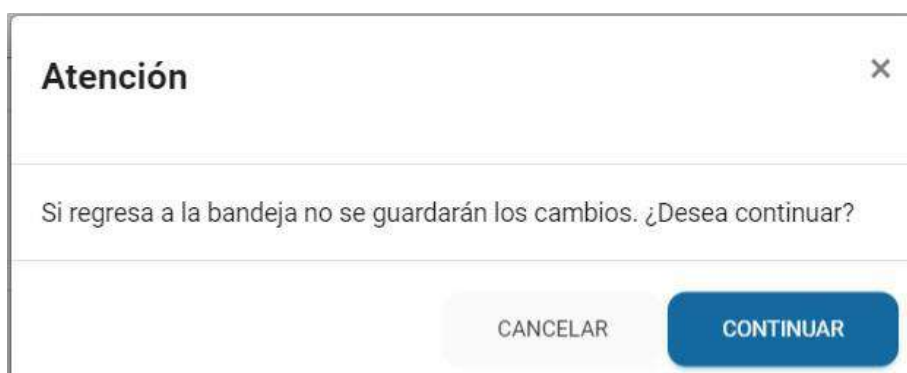 Atención
×
Si regresa a la bandeja no se guardarán los cambios. ¿Desea continuar?
CANCELAR
CONTINUAR